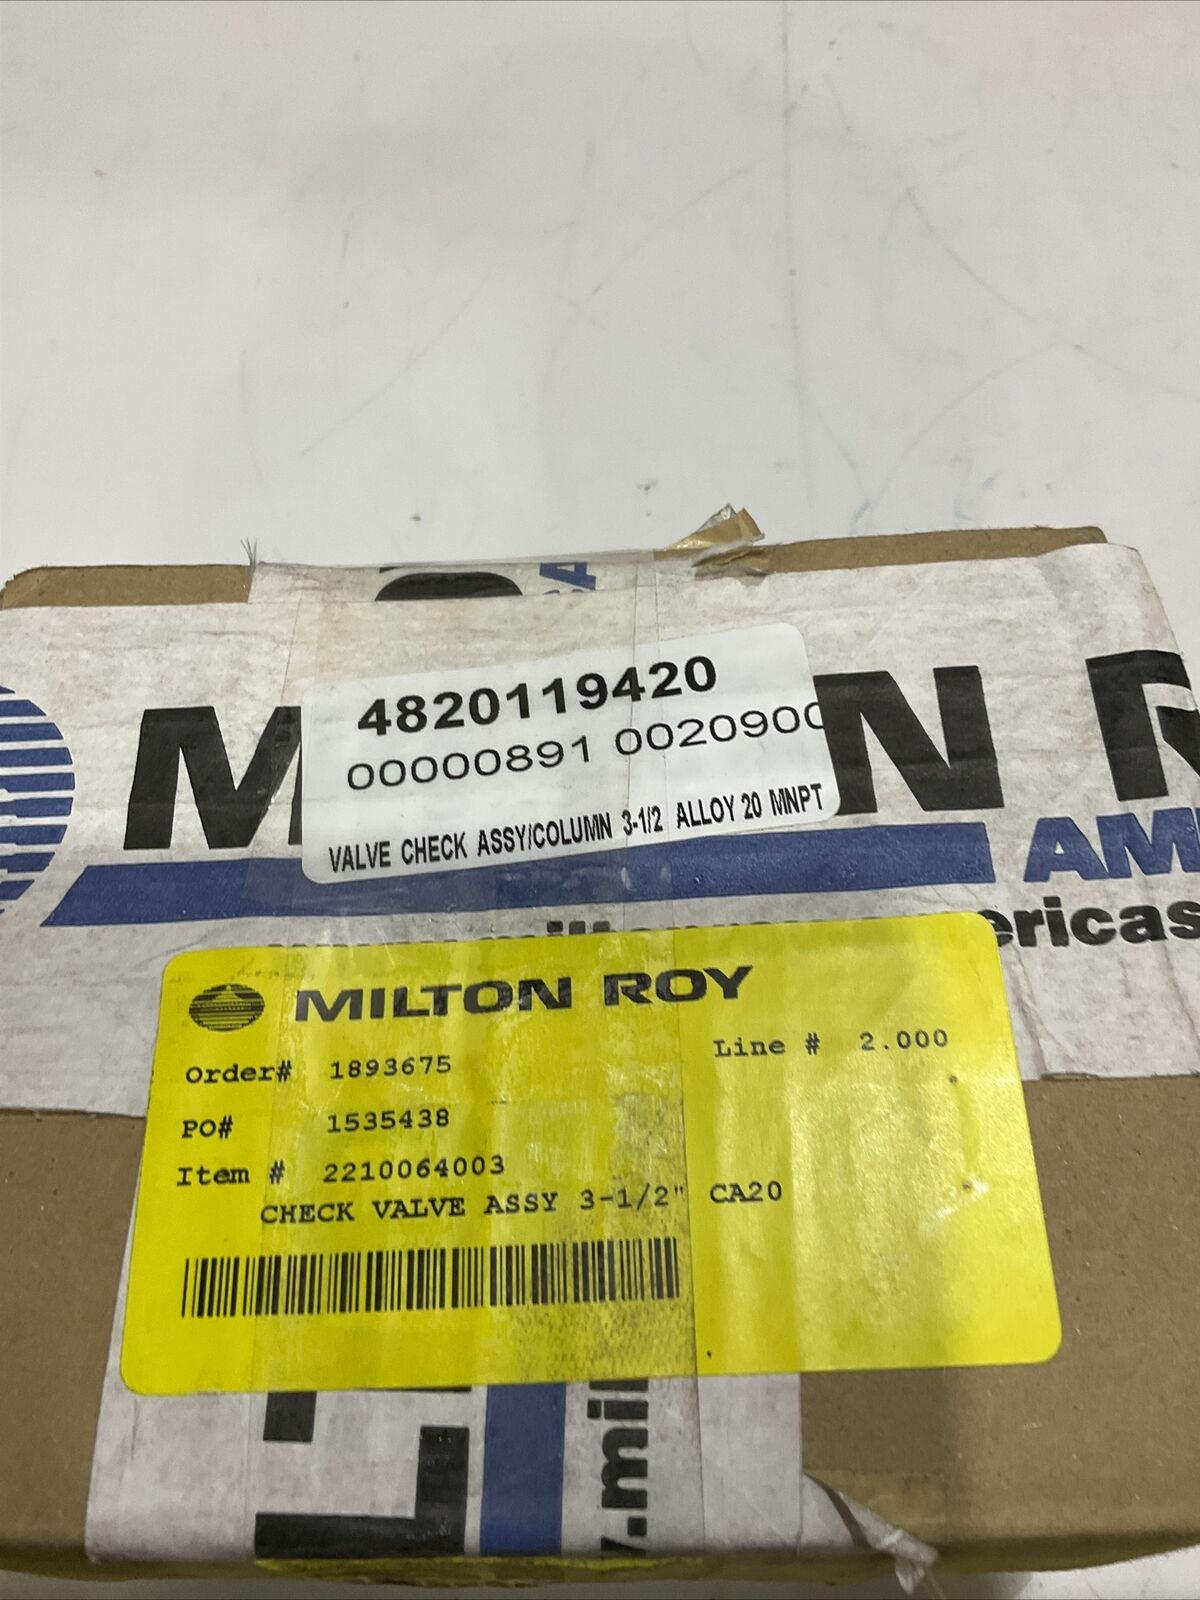 4820119420
00000891 002090
VALVE CHECK ASSY/COLUMN 3-1/2 ALLOY 20 MNPT
M N R
AM
ericas
MILTON ROY
Order# 1893675 Line # 2.000
PO# 1535438
Item # 2210064003
CHECK VALVE ASSY 3-1/2" CA20